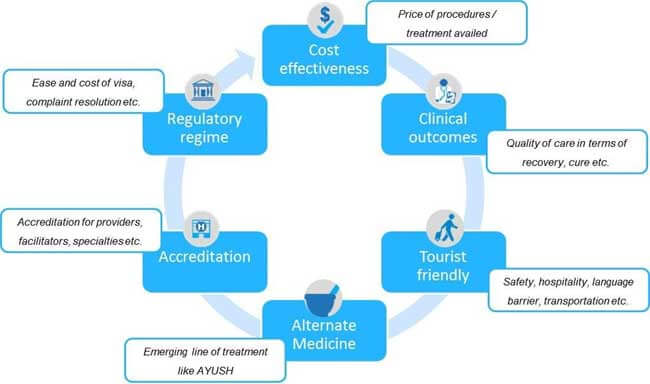 Price of procedures /
treatment availed
Cost
effectiveness
Clinical
outcomes
Quality of care in terms of
recovery, cure etc.
Tourist
friendly
Safety, hospitality, language
barrier, transportation etc.
Alternate
Medicine
Emerging line of treatment
like AYUSH
Accreditation
Accreditation for providers,
facilitators, specialties etc.
Regulatory
regime
Ease and cost of visa,
complaint resolution etc.